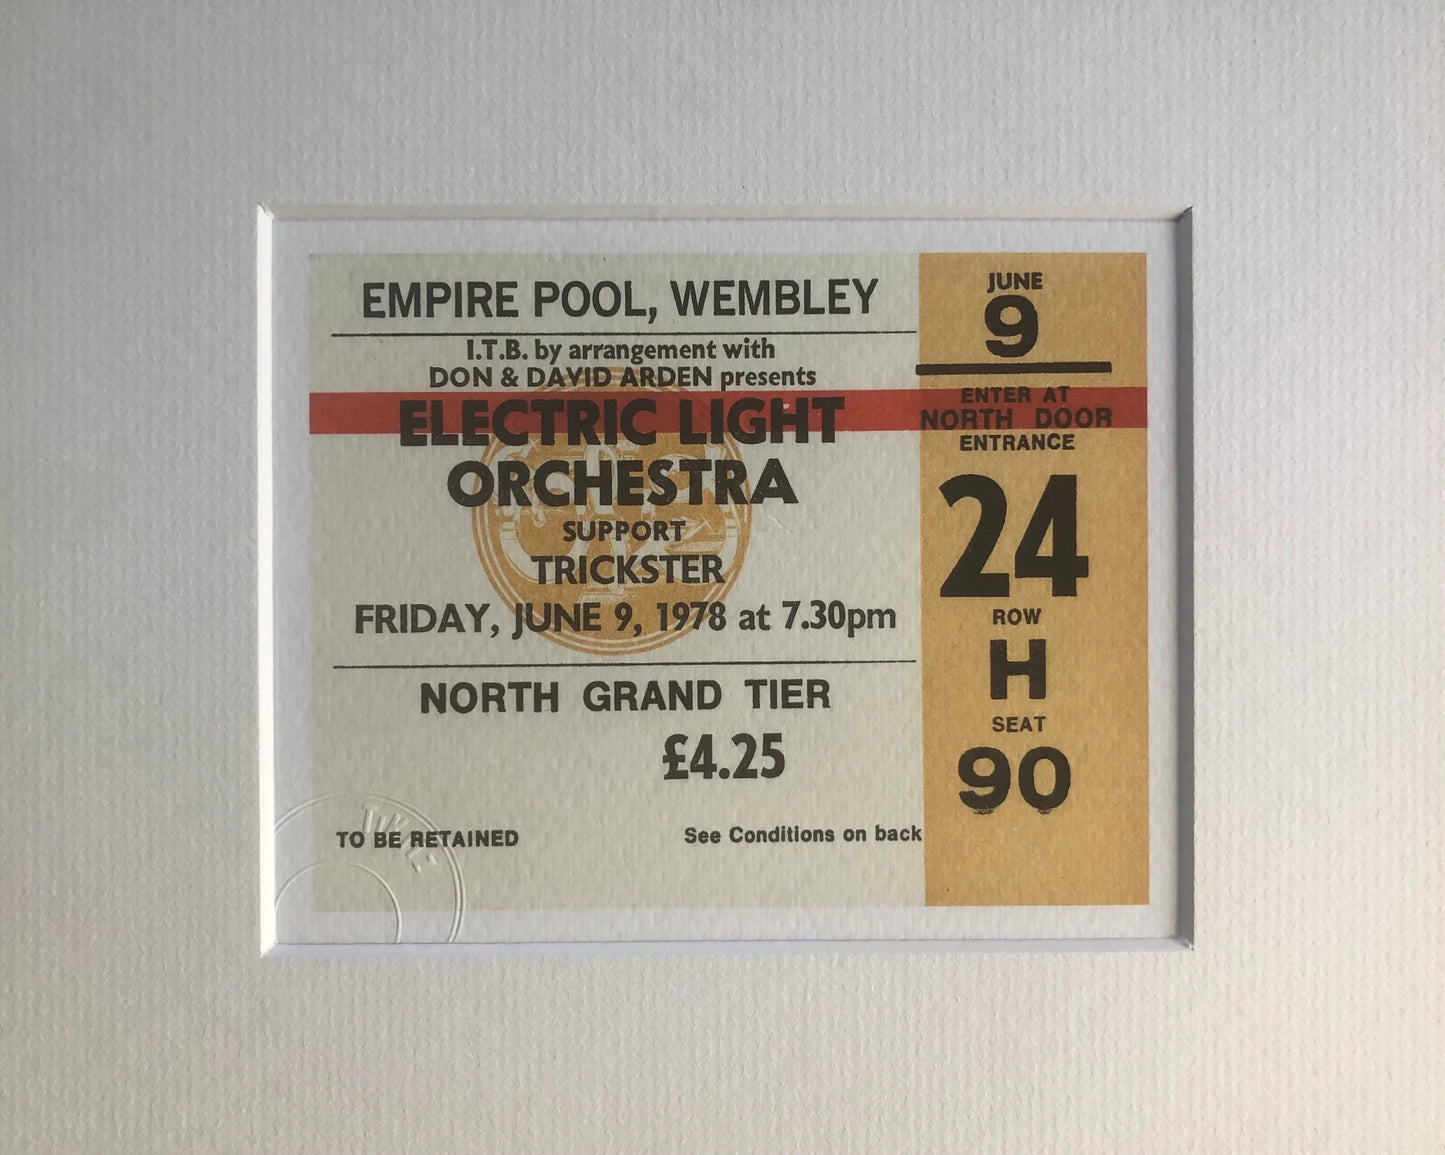 EMPIRE POOL, WEMBLEY
I.T.B. by arrangement with
DON & DAVID ARDEN presents
ELECTRIC LIGHT
ORCHESTRA
SUPPORT
TRICKSTER
FRIDAY, JUNE 9, 1978 at 7.30pm
NORTH GRAND TIER
£4.25
TO BE RETAINED
See Conditions on back
JUNE
9
ENTER AT
NORTH DOOR
ENTRANCE
24
ROW
H
SEAT
90